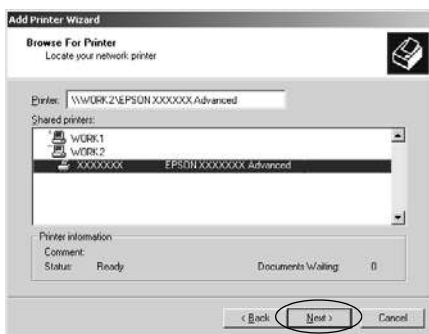 Add Printer Wizard
Browse For Printer
Locate your network printer
Printer: \\WORK2\EPSON XXXXXX Advanced
Shared printers:
WORK1
WORK2
XXXXXXX EPSON XXXXXXX Advanced
Printer information
Comment:
Status: Ready Documents Waiting: 0
< Back Next > Cancel